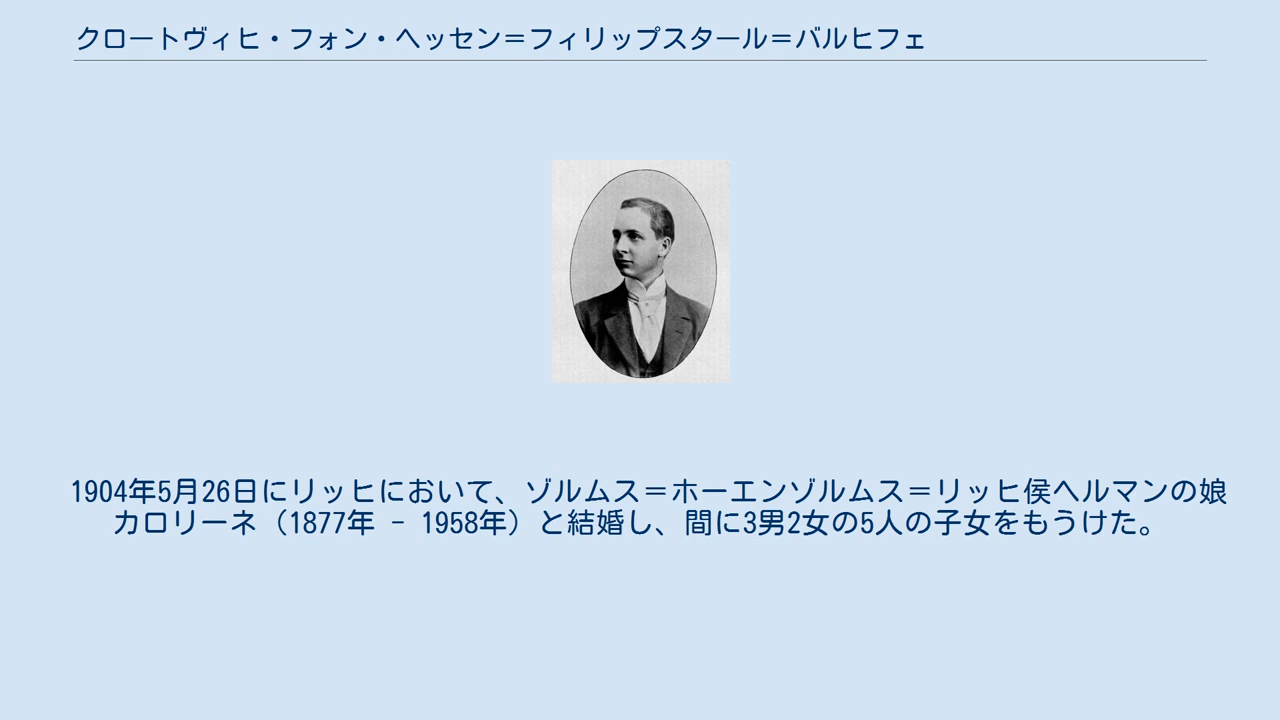 クロートヴィヒ・フォン・ヘッセン＝フィリップスタール＝バルヒフェ
1904年5月26日にリッヒにおいて、ゾルムス＝ホーエンゾルムス＝リッヒ侯ヘルマンの娘
カロリーネ（1877年 - 1958年）と結婚し、間に3男2女の5人の子女をもうけた。